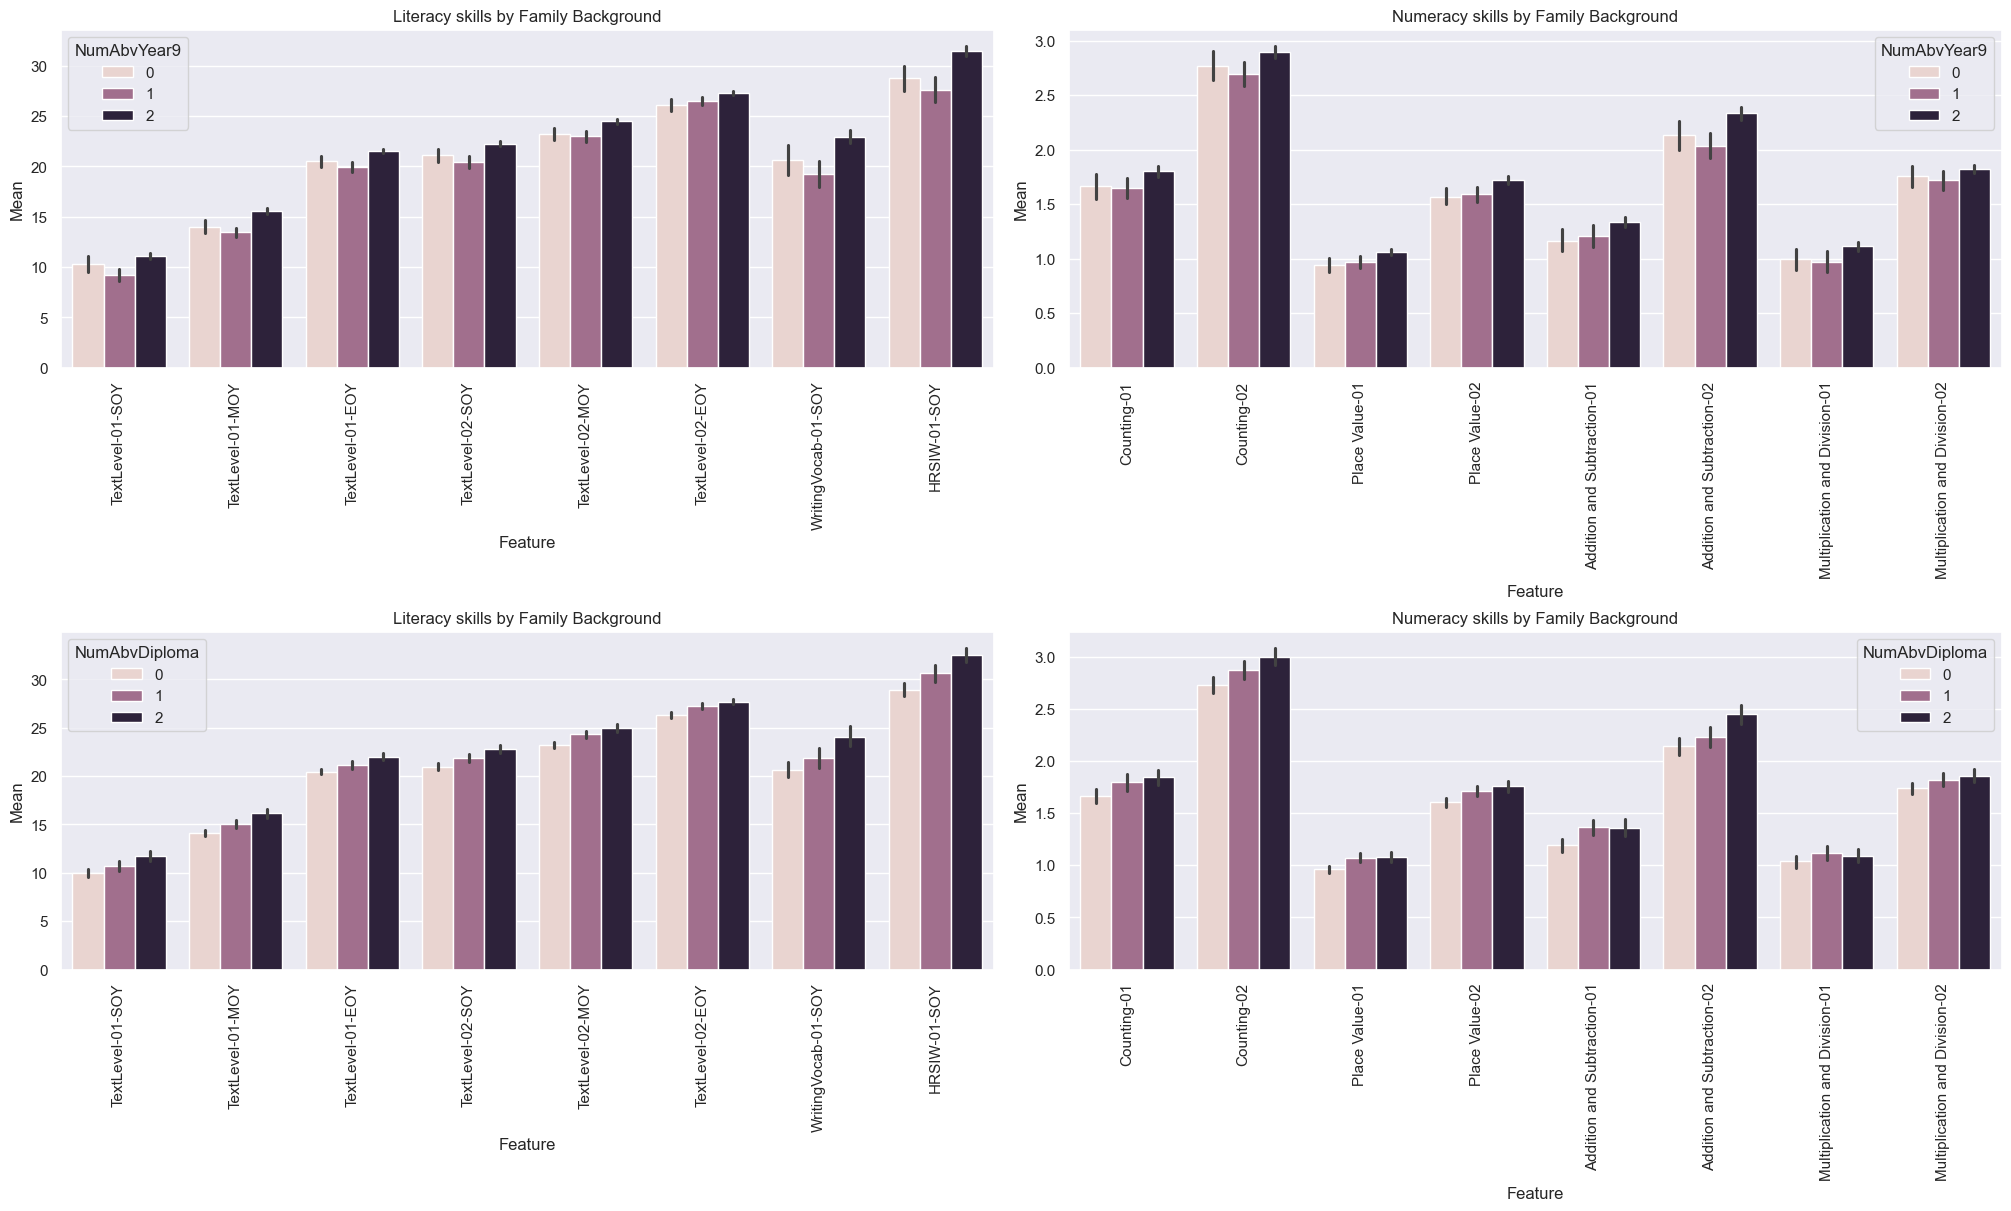 Literacy skills by Family Background
NumAbvYear9
0
1
2
30
25
20
15
10
5
0
Mean
TextLevel-01-SOY
TextLevel-01-MOY
TextLevel-01-EOY
TextLevel-02-SOY
TextLevel-02-MOY
TextLevel-02-EOY
WritingVocab-01-SOY
HRSIW-01-SOY
Feature
Numeracy skills by Family Background
NumAbvYear9
0
1
2
3.0
2.5
2.0
1.5
1.0
0.5
0.0
Mean
Counting-01
Counting-02
Place Value-01
Place Value-02
Addition and Subtraction-01
Addition and Subtraction-02
Multiplication and Division-01
Multiplication and Division-02
Feature
Literacy skills by Family Background
NumAbvDiploma
0
1
2
30
25
20
15
10
5
0
Mean
TextLevel-01-SOY
TextLevel-01-MOY
TextLevel-01-EOY
TextLevel-02-SOY
TextLevel-02-MOY
TextLevel-02-EOY
WritingVocab-01-SOY
HRSIW-01-SOY
Feature
Numeracy skills by Family Background
NumAbvDiploma
0
1
2
3.0
2.5
2.0
1.5
1.0
0.5
0.0
Mean
Counting-01
Counting-02
Place Value-01
Place Value-02
Addition and Subtraction-01
Addition and Subtraction-02
Multiplication and Division-01
Multiplication and Division-02
Feature